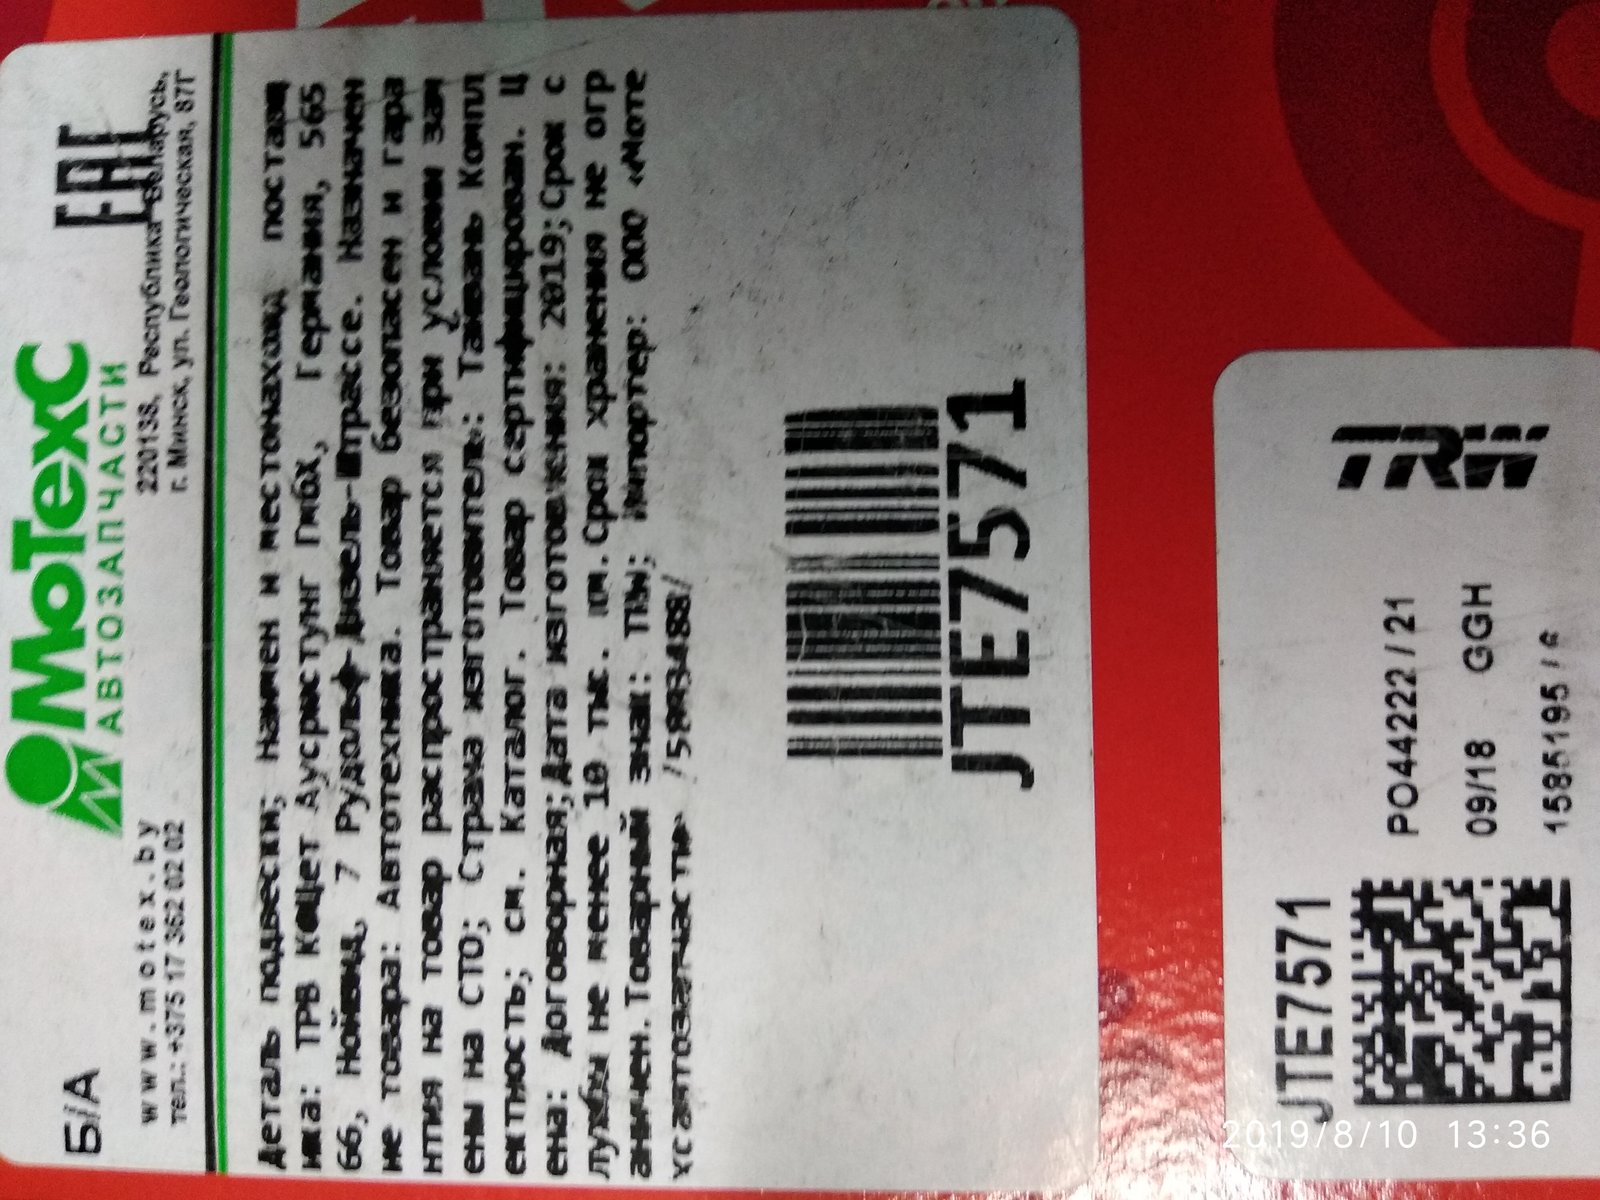 Б/А
МоТехС
АВТОЗАПЧАСТИ
www.motex.by
тел.: +375 17 362 02 02
220138, Республика Беларусь,
г. Минск, ул. Геологическая, 87Г
ЕАС
Деталь подвески; Наимен и местонахожд постав
ика: ТРВ Аусрюстунг Гмбх, Германия, 565
66, Нойвид, 7 Рудольф-Дизель-Штрассе. Назначен
ие товара: Автотехника. Товар безопасен и гара
нтия на товар распространяется при условии зам
ены на СТО; Страна изготовитель: Тайвань Компл
ектность; см. Каталог. Товар сертифицирован. Ц
ена: Договорная;Дата изготовления: 2019;Срок с
лужбы не менее 10 тыс. км.Срок хранения не огр
аничен.Товарный знак: Импортер: ООО «Моте
хсавтозапчасти»
JTE7571
TRW
JTE7571
PO44222/21
09/18 GGH
2019/8/10 13:36